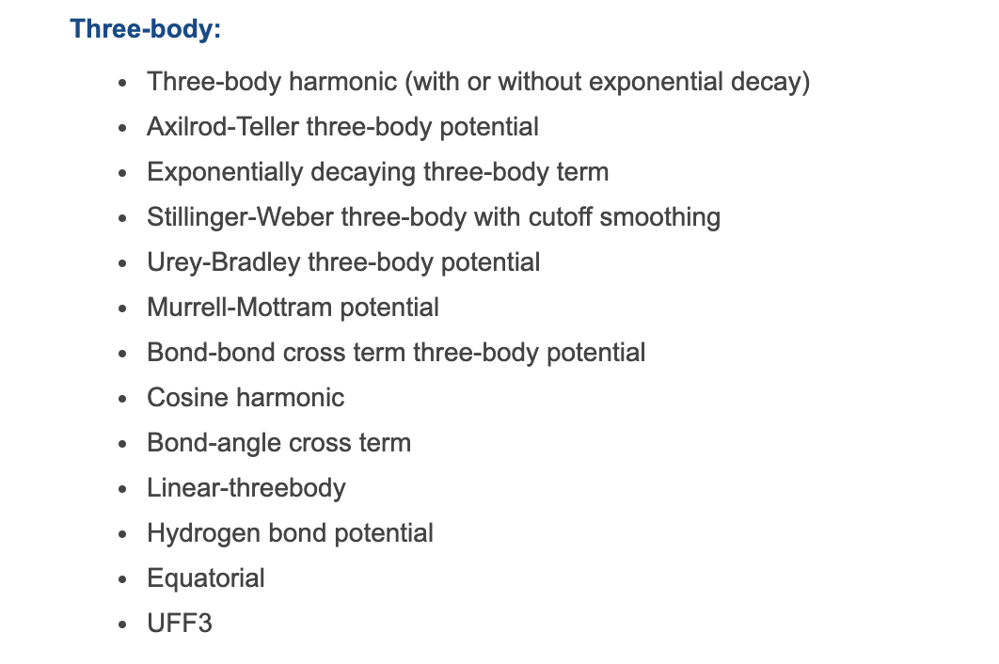 Three-body:
• Three-body harmonic (with or without exponential decay)
• Axilrod-Teller three-body potential
• Exponentially decaying three-body term
• Stillinger-Weber three-body with cutoff smoothing
• Urey-Bradley three-body potential
• Murrell-Mottram potential
• Bond-bond cross term three-body potential
• Cosine harmonic
• Bond-angle cross term
• Linear-threebody
• Hydrogen bond potential
• Equatorial
• UFF3